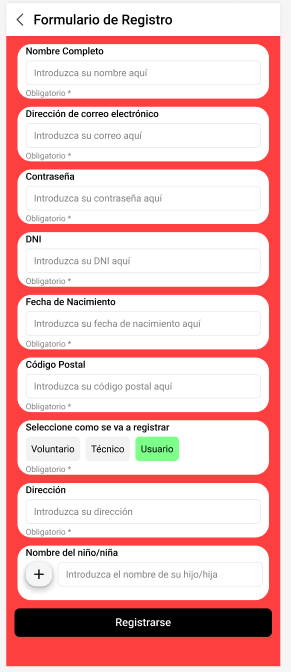 Formulario de Registro
Nombre Completo
Introduzca su nombre aquí
Obligatorio *
Dirección de correo electrónico
Introduzca su correo aquí
Obligatorio *
Contraseña
Introduzca su contraseña aquí
Obligatorio *
DNI
Introduzca su DNI aquí
Obligatorio *
Fecha de Nacimiento
Introduzca su fecha de nacimiento aquí
Obligatorio *
Código Postal
Introduzca su código postal aquí
Obligatorio *
Seleccione como se va a registrar
Voluntario Técnico Usuario
Obligatorio *
Dirección
Introduzca su dirección
Obligatorio *
Nombre del niño/niña
+ Introduzca el nombre de su hijo/hija
Registrarse